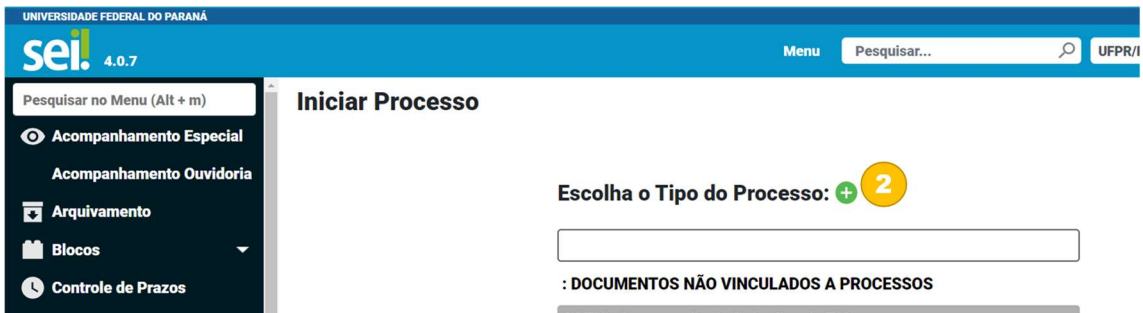 UNIVERSIDADE FEDERAL DO PARANÁ
sei! 4.0.7
Menu
Pesquisar...
Pesquisar no Menu (Alt + m)
Iniciar Processo
Acompanhamento Especial
Acompanhamento Ouvidoria
Arquivamento
Blocos
Controle de Prazos
Escolha o Tipo do Processo:
2
: DOCUMENTOS NÃO VINCULADOS A PROCESSOS